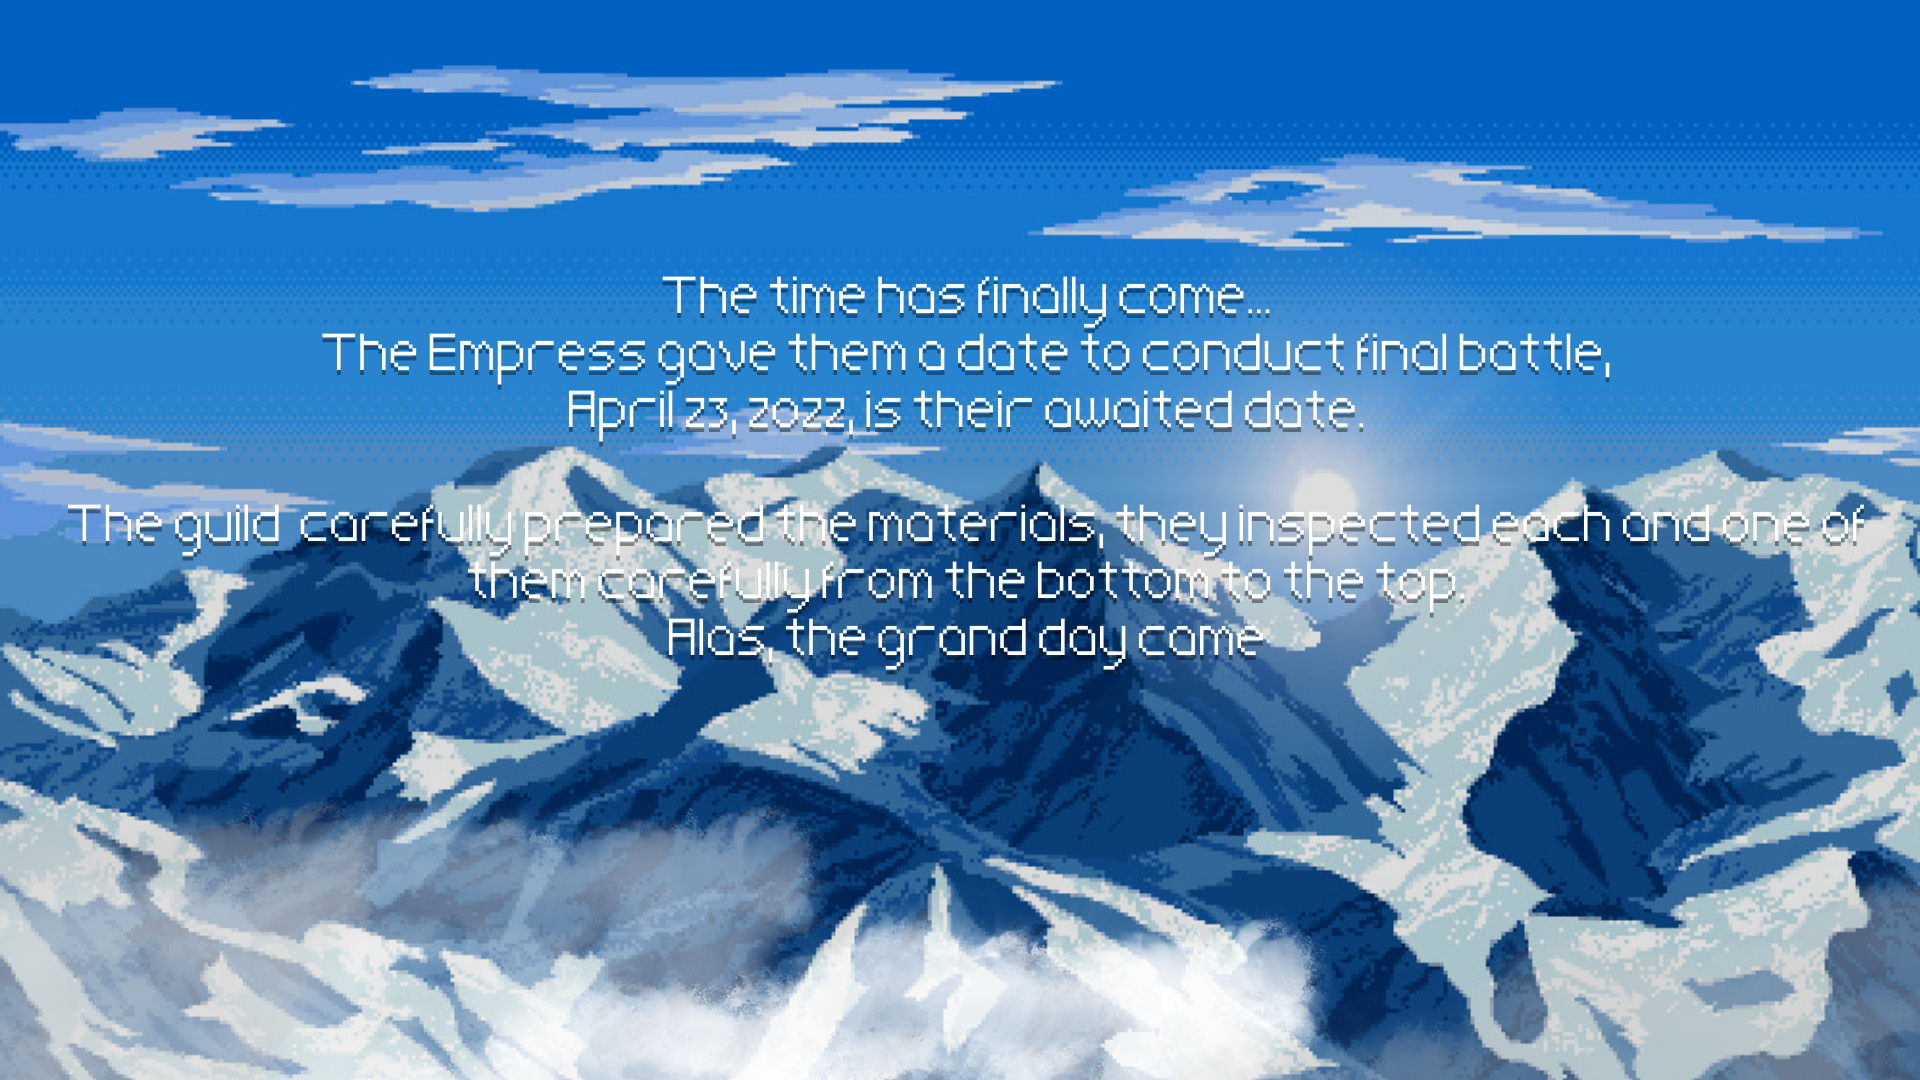 The time has finally come...
The Empress gave them a date to conduct final battle,
April 23, 2022, is their awaited date.
The guild carefully prepared the materials, they inspected each and one of
them carefully from the bottom to the top.
Alas, the grand day came